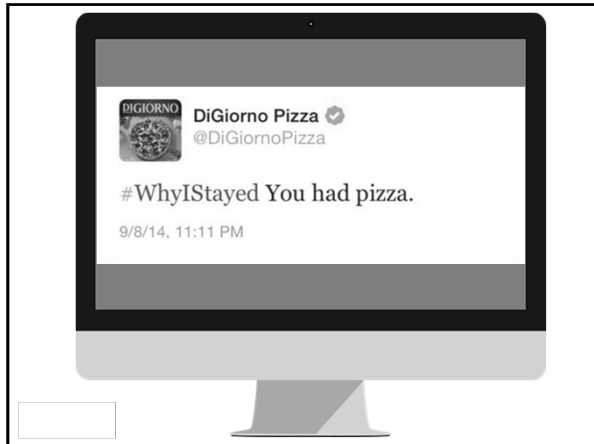 DIGIORNO
DiGiorno Pizza
@DiGiornoPizza
#WhyIStayed You had pizza.
9/8/14, 11:11 PM